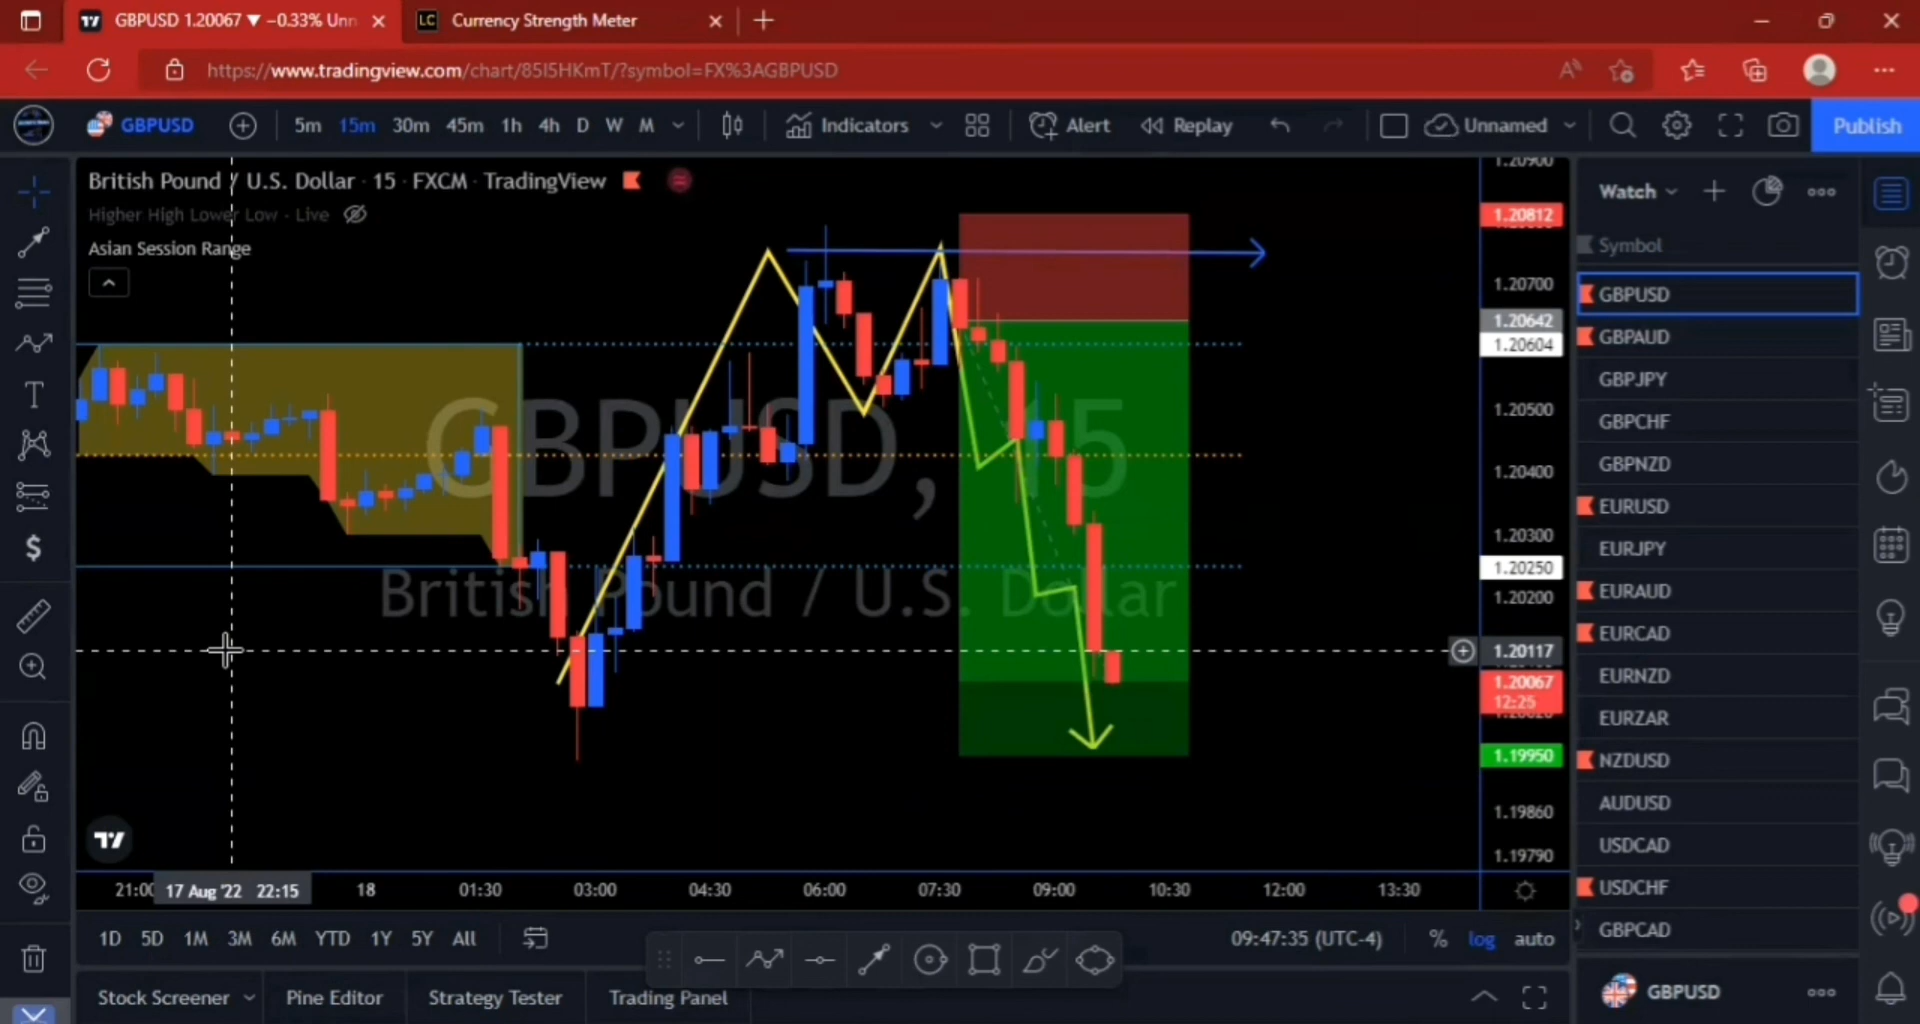 GBPUSD 1.20067 ▼ −0.33% Unn
LC Currency Strength Meter
https://www.tradingview.com/chart/85I5HKmT/?symbol=FX%3AGBPUSD
GBPUSD 5m 15m 30m 45m 1h 4h D W M Indicators Alert Replay Unnamed Publish
British Pound / U.S. Dollar · 15 · FXCM · TradingView
Higher High Lower Low - Live
Asian Session Range
GBPUSD, 15
British Pound / U.S. Dollar
1.20900
1.20812
1.20700
1.20642
1.20604
1.20500
1.20400
1.20300
1.20250
1.20200
1.20117
1.20067
12:25
1.19950
1.19860
1.19790
Watch
Symbol
GBPUSD
GBPAUD
GBPJPY
GBPCHF
GBPNZD
EURUSD
EURJPY
EURAUD
EURCAD
EURNZD
EURZAR
NZDUSD
AUDUSD
USDCAD
USDCHF
GBPCAD
21:00 17 Aug '22 22:15 18 01:30 03:00 04:30 06:00 07:30 09:00 10:30 12:00 13:30
1D 5D 1M 3M 6M YTD 1Y 5Y All 09:47:35 (UTC-4) % log auto
Stock Screener Pine Editor Strategy Tester Trading Panel
GBPUSD